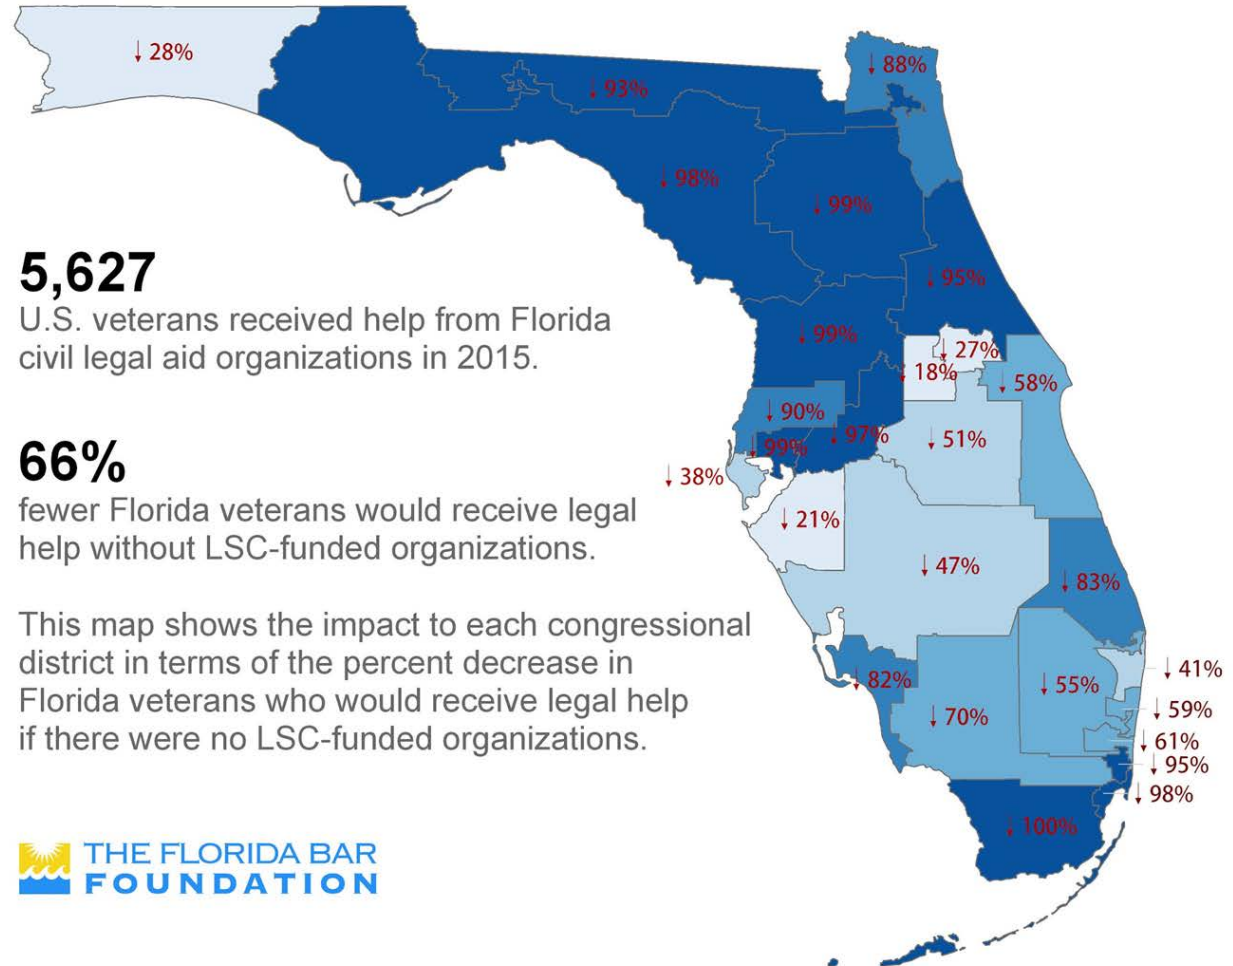 ↓ 28%
↓ 93%
↓ 88%
↓ 98%
↓ 99%
↓ 95%
↓ 99%
↓ 27%
↓ 18%
↓ 58%
↓ 90%
↓ 99%
↓ 97%
↓ 51%
↓ 38%
↓ 21%
↓ 47%
↓ 83%
↓ 41%
↓ 82%
↓ 55%
↓ 59%
↓ 70%
↓ 61%
↓ 95%
↓ 98%
↓ 100%
5,627
U.S. veterans received help from Florida
civil legal aid organizations in 2015.
66%
fewer Florida veterans would receive legal
help without LSC-funded organizations.
This map shows the impact to each congressional
district in terms of the percent decrease in
Florida veterans who would receive legal help
if there were no LSC-funded organizations.
THE FLORIDA BAR
FOUNDATION